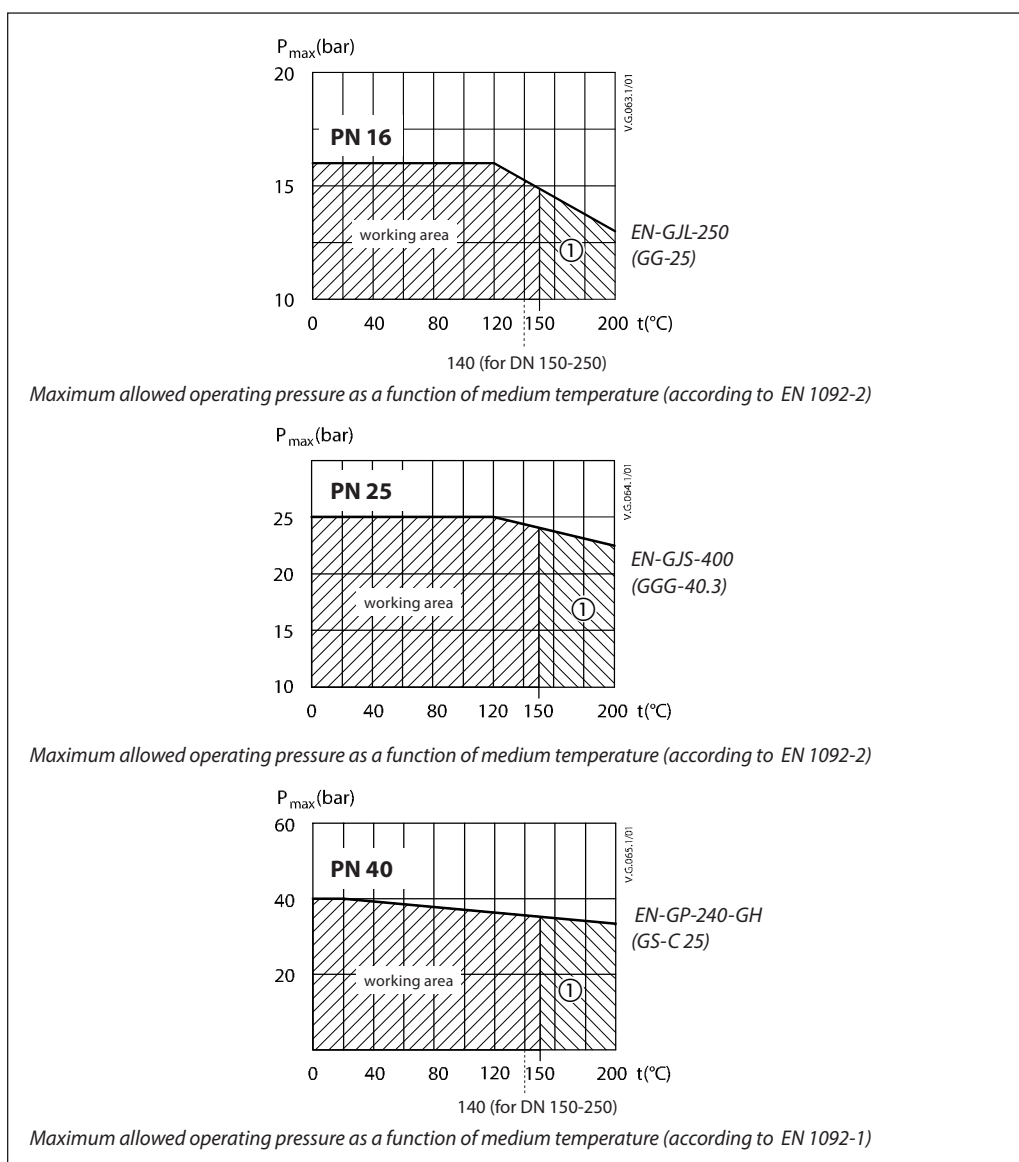 Pmax(bar)
20
V.G.063.1/01
PN 16
15
working area
①
EN-GJL-250
(GG-25)
10
0 40 80 120 150 200 t(°C)
140 (for DN 150-250)
Maximum allowed operating pressure as a function of medium temperature (according to EN 1092-2)
Pmax(bar)
V.G.064.1/01
PN 25
25
EN-GJS-400
(GGG-40.3)
20
working area
①
15
10
0 40 80 120 150 200 t(°C)
Maximum allowed operating pressure as a function of medium temperature (according to EN 1092-2)
Pmax(bar)
60
V.G.065.1/01
PN 40
40
EN-GP-240-GH
(GS-C 25)
20
working area
①
0 40 80 120 150 200 t(°C)
140 (for DN 150-250)
Maximum allowed operating pressure as a function of medium temperature (according to EN 1092-1)